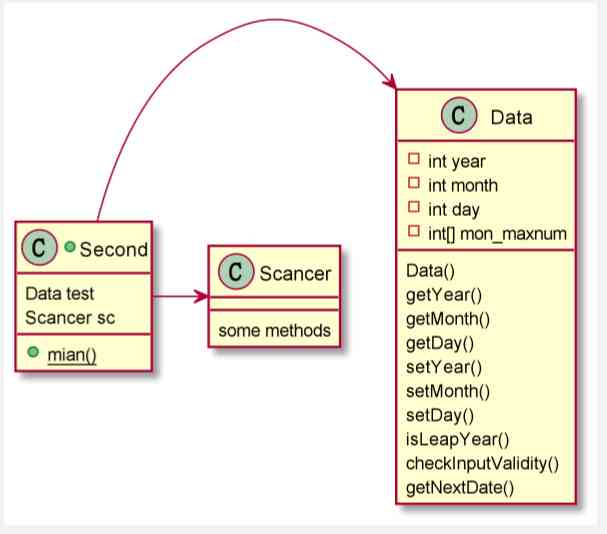 C Second
Data test
Scancer sc
mian()
C Scancer
some methods
C Data
int year
int month
int day
int[] mon_maxnum
Data()
getYear()
getMonth()
getDay()
setYear()
setMonth()
setDay()
isLeapYear()
checkInputValidity()
getNextDate()